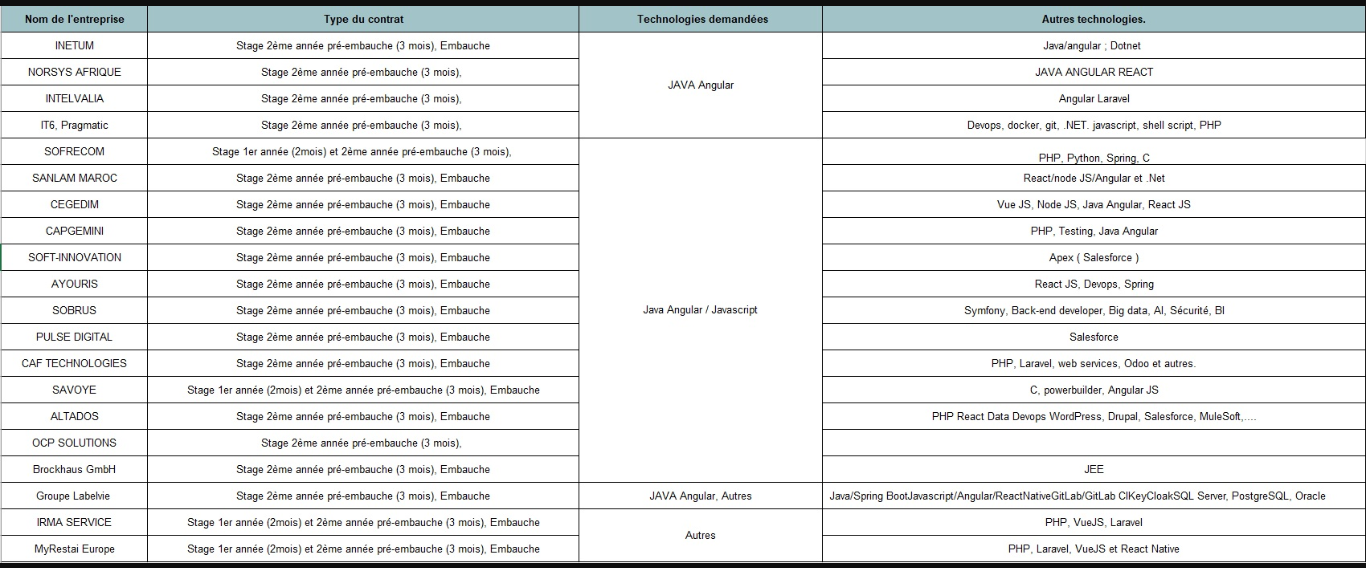 Nom de l'entreprise Type du contrat Technologies demandées Autres technologies.
INETUM Stage 2ème année pré-embauche (3 mois), Embauche Java/angular ; Dotnet
NORSYS AFRIQUE Stage 2ème année pré-embauche (3 mois), JAVA ANGULAR REACT
JAVA Angular
INTELVALIA Stage 2ème année pré-embauche (3 mois), Angular Laravel
IT6, Pragmatic Stage 2ème année pré-embauche (3 mois), Devops, docker, git, .NET. javascript, shell script, PHP
SOFRECOM Stage 1er année (2mois) et 2ème année pré-embauche (3 mois), PHP, Python, Spring, C
SANLAM MAROC Stage 2ème année pré-embauche (3 mois), Embauche React/node JS/Angular et .Net
CEGEDIM Stage 2ème année pré-embauche (3 mois), Embauche Vue JS, Node JS, Java Angular, React JS
CAPGEMINI Stage 2ème année pré-embauche (3 mois), Embauche PHP, Testing, Java Angular
SOFT-INNOVATION Stage 2ème année pré-embauche (3 mois), Embauche Apex ( Salesforce )
AYOURIS Stage 2ème année pré-embauche (3 mois), Embauche React JS, Devops, Spring
SOBRUS Stage 2ème année pré-embauche (3 mois), Embauche Java Angular / Javascript Symfony, Back-end developer, Big data, AI, Sécurité, BI
PULSE DIGITAL Stage 2ème année pré-embauche (3 mois), Embauche Salesforce
CAF TECHNOLOGIES Stage 2ème année pré-embauche (3 mois), Embauche PHP, Laravel, web services, Odoo et autres.
SAVOYE Stage 1er année (2mois) et 2ème année pré-embauche (3 mois), Embauche C, powerbuilder, Angular JS
ALTADOS Stage 2ème année pré-embauche (3 mois), Embauche PHP React Data Devops WordPress, Drupal, Salesforce, MuleSoft,....
OCP SOLUTIONS Stage 2ème année pré-embauche (3 mois),
Brockhaus GmbH Stage 2ème année pré-embauche (3 mois), Embauche JEE
Groupe Labelvie Stage 2ème année pré-embauche (3 mois), Embauche JAVA Angular, Autres Java/Spring BootJavascript/Angular/ReactNativeGitLab/GitLab CIKeyCloakSQL Server, PostgreSQL, Oracle
IRMA SERVICE Stage 1er année (2mois) et 2ème année pré-embauche (3 mois), Embauche PHP, VueJS, Laravel
Autres
MyRestai Europe Stage 1er année (2mois) et 2ème année pré-embauche (3 mois), Embauche PHP, Laravel, VueJS et React Native